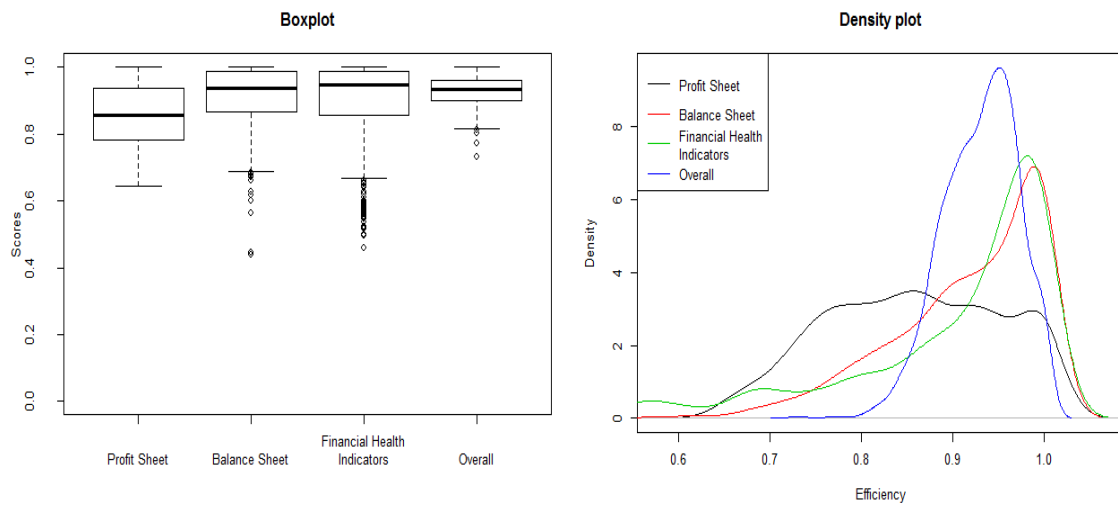 Boxplot
Scores
0.0
0.2
0.4
0.6
0.8
1.0
Profit Sheet
Balance Sheet
Financial Health
Indicators
Overall
Density plot
Profit Sheet
Balance Sheet
Financial Health
Indicators
Overall
Density
0
2
4
6
8
0.6
0.7
0.8
0.9
1.0
Efficiency